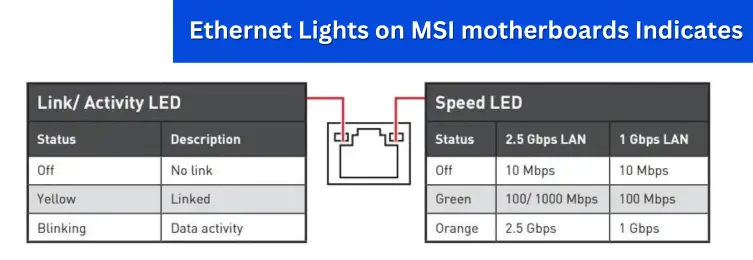 Ethernet Lights on MSI motherboards Indicates
Link/ Activity LED
Status Description
Off No link
Yellow Linked
Blinking Data activity
Speed LED
Status 2.5 Gbps LAN 1 Gbps LAN
Off 10 Mbps 10 Mbps
Green 100/ 1000 Mbps 100 Mbps
Orange 2.5 Gbps 1 Gbps